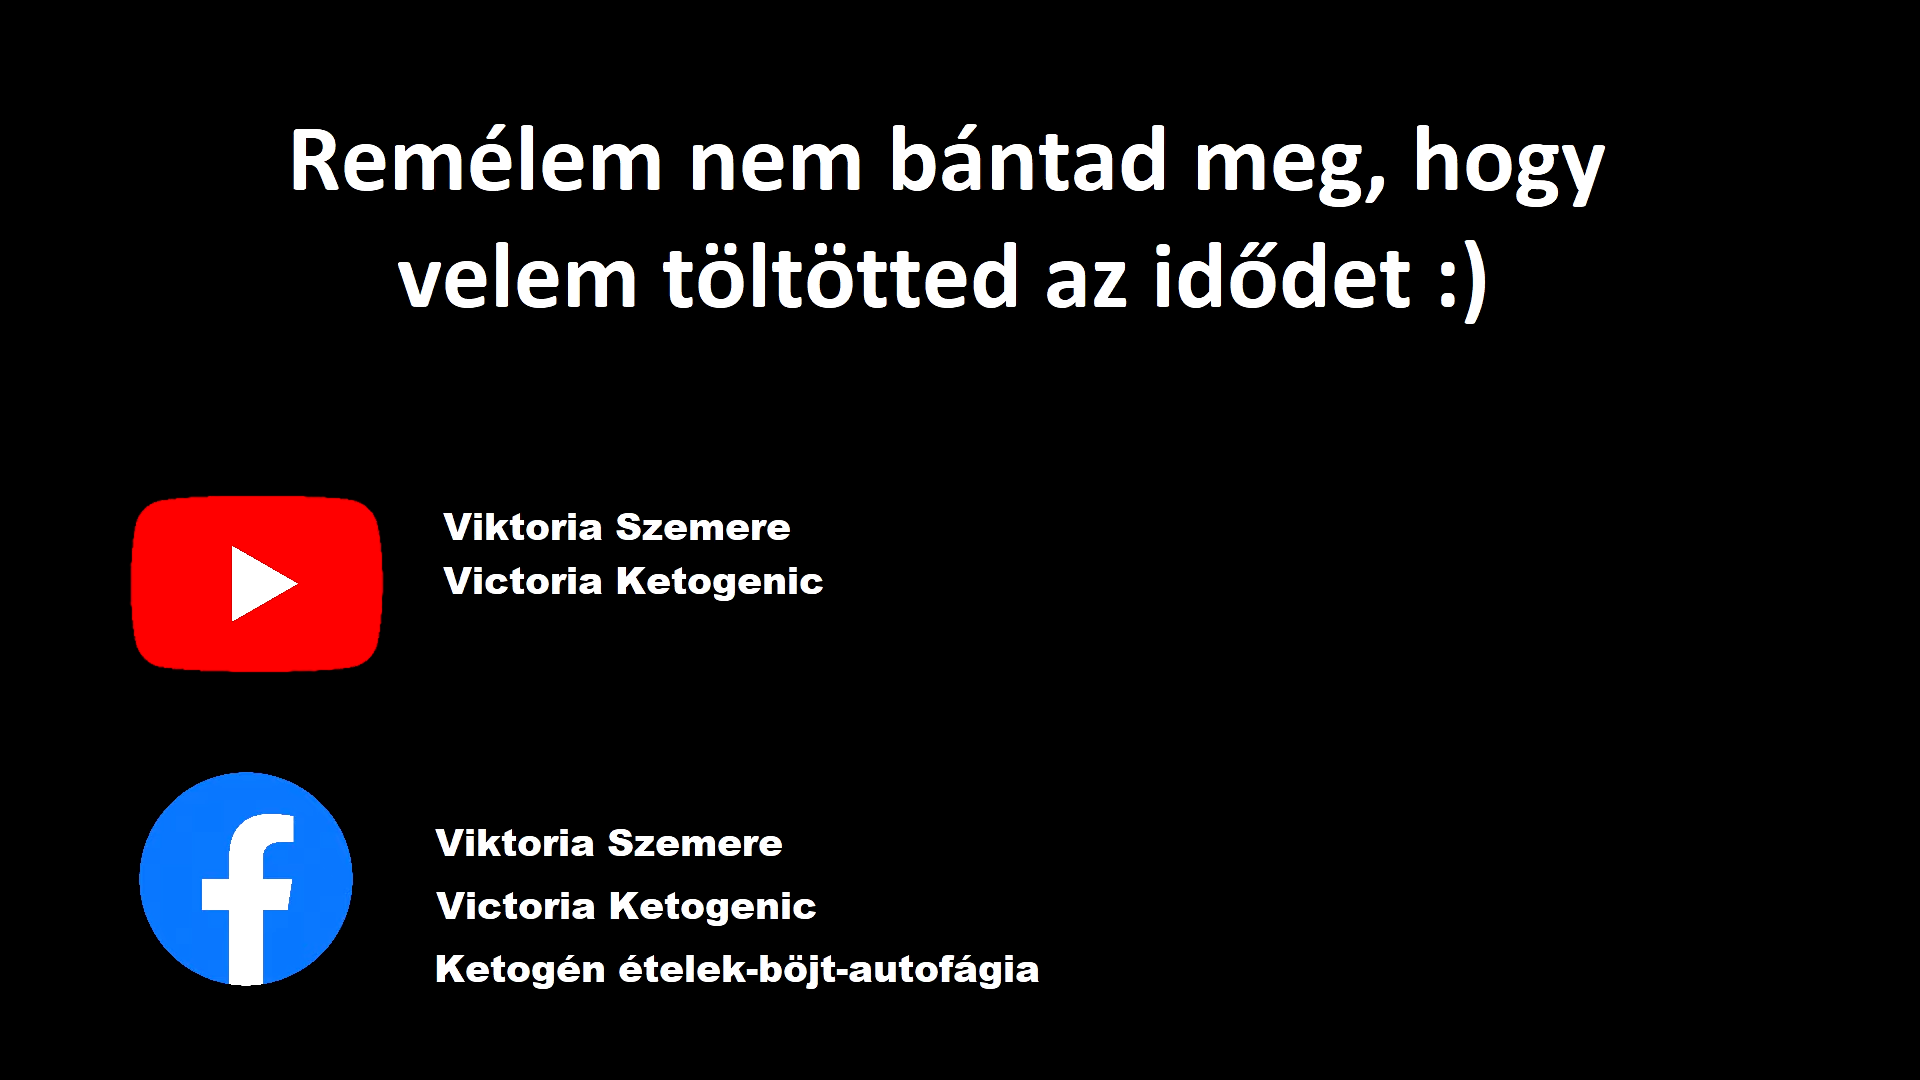 Remélem nem bántad meg, hogy
velem töltötted az idődet :)
Viktoria Szemere
Victoria Ketogenic
Viktoria Szemere
Victoria Ketogenic
Ketogén ételek-böjt-autofágia